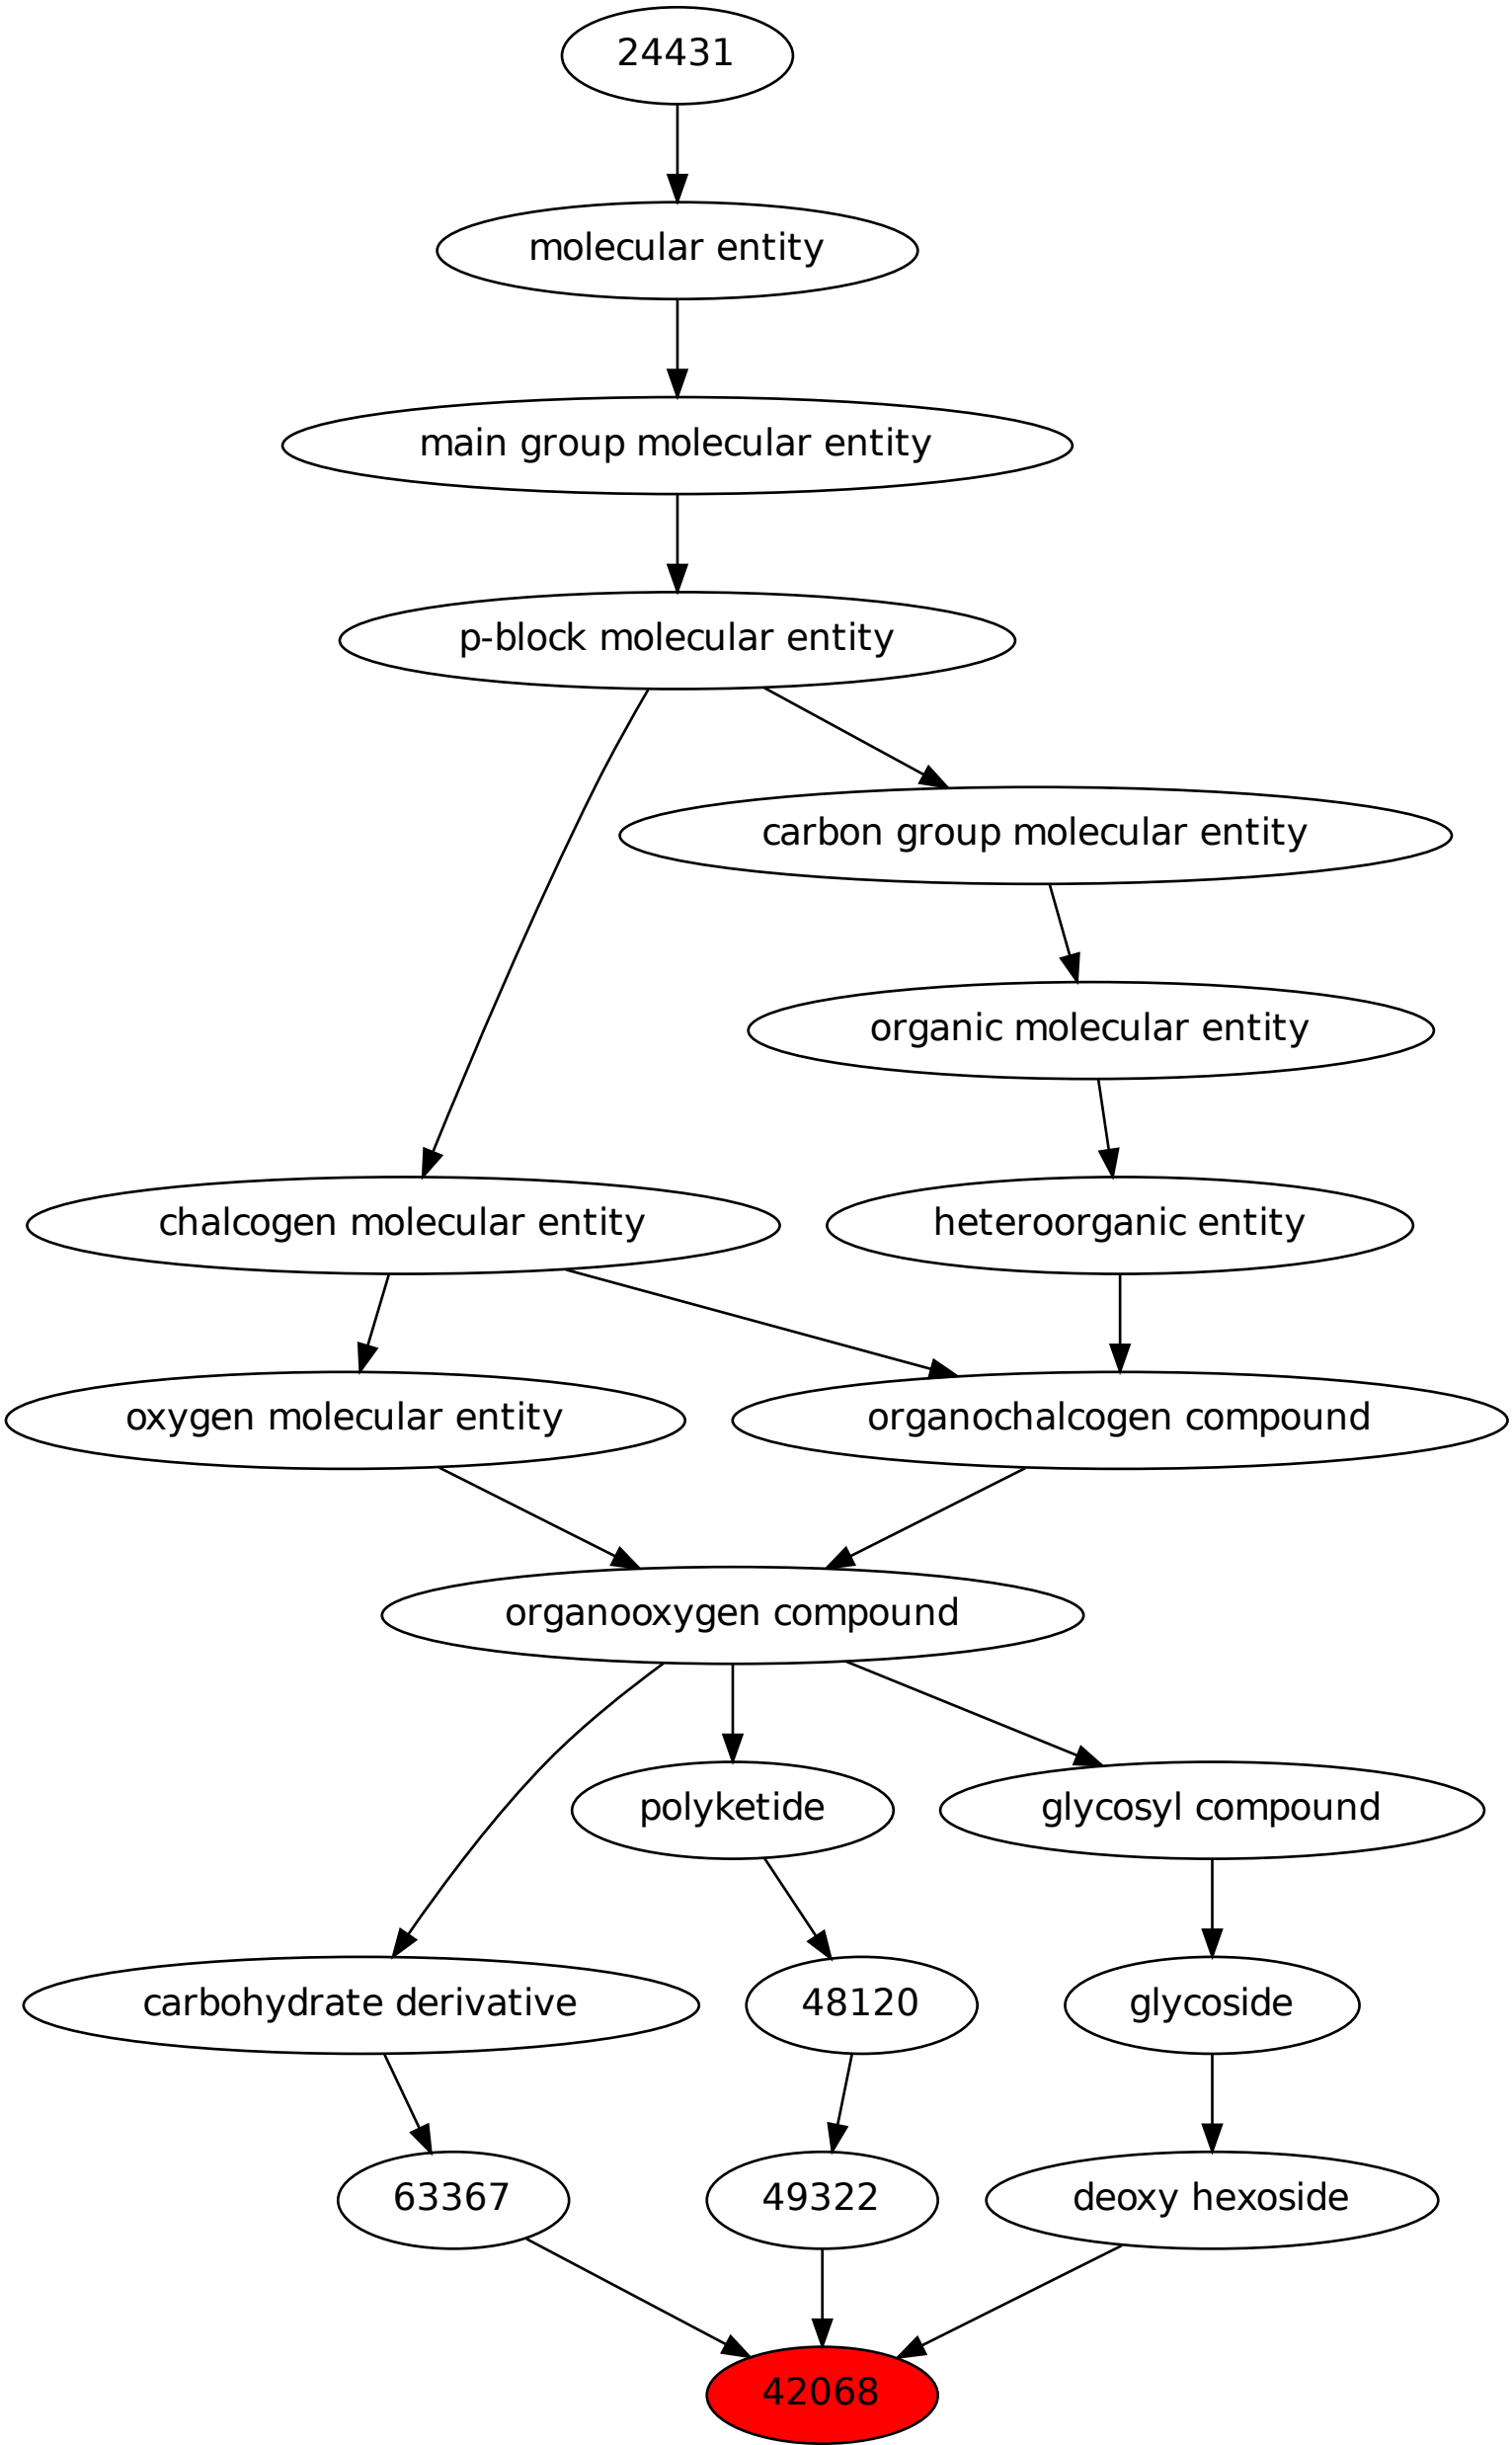 24431
molecular entity
main group molecular entity
p-block molecular entity
carbon group molecular entity
organic molecular entity
chalcogen molecular entity
heteroorganic entity
oxygen molecular entity
organochalcogen compound
organooxygen compound
polyketide
glycosyl compound
carbohydrate derivative
48120
glycoside
63367
49322
deoxy hexoside
42068